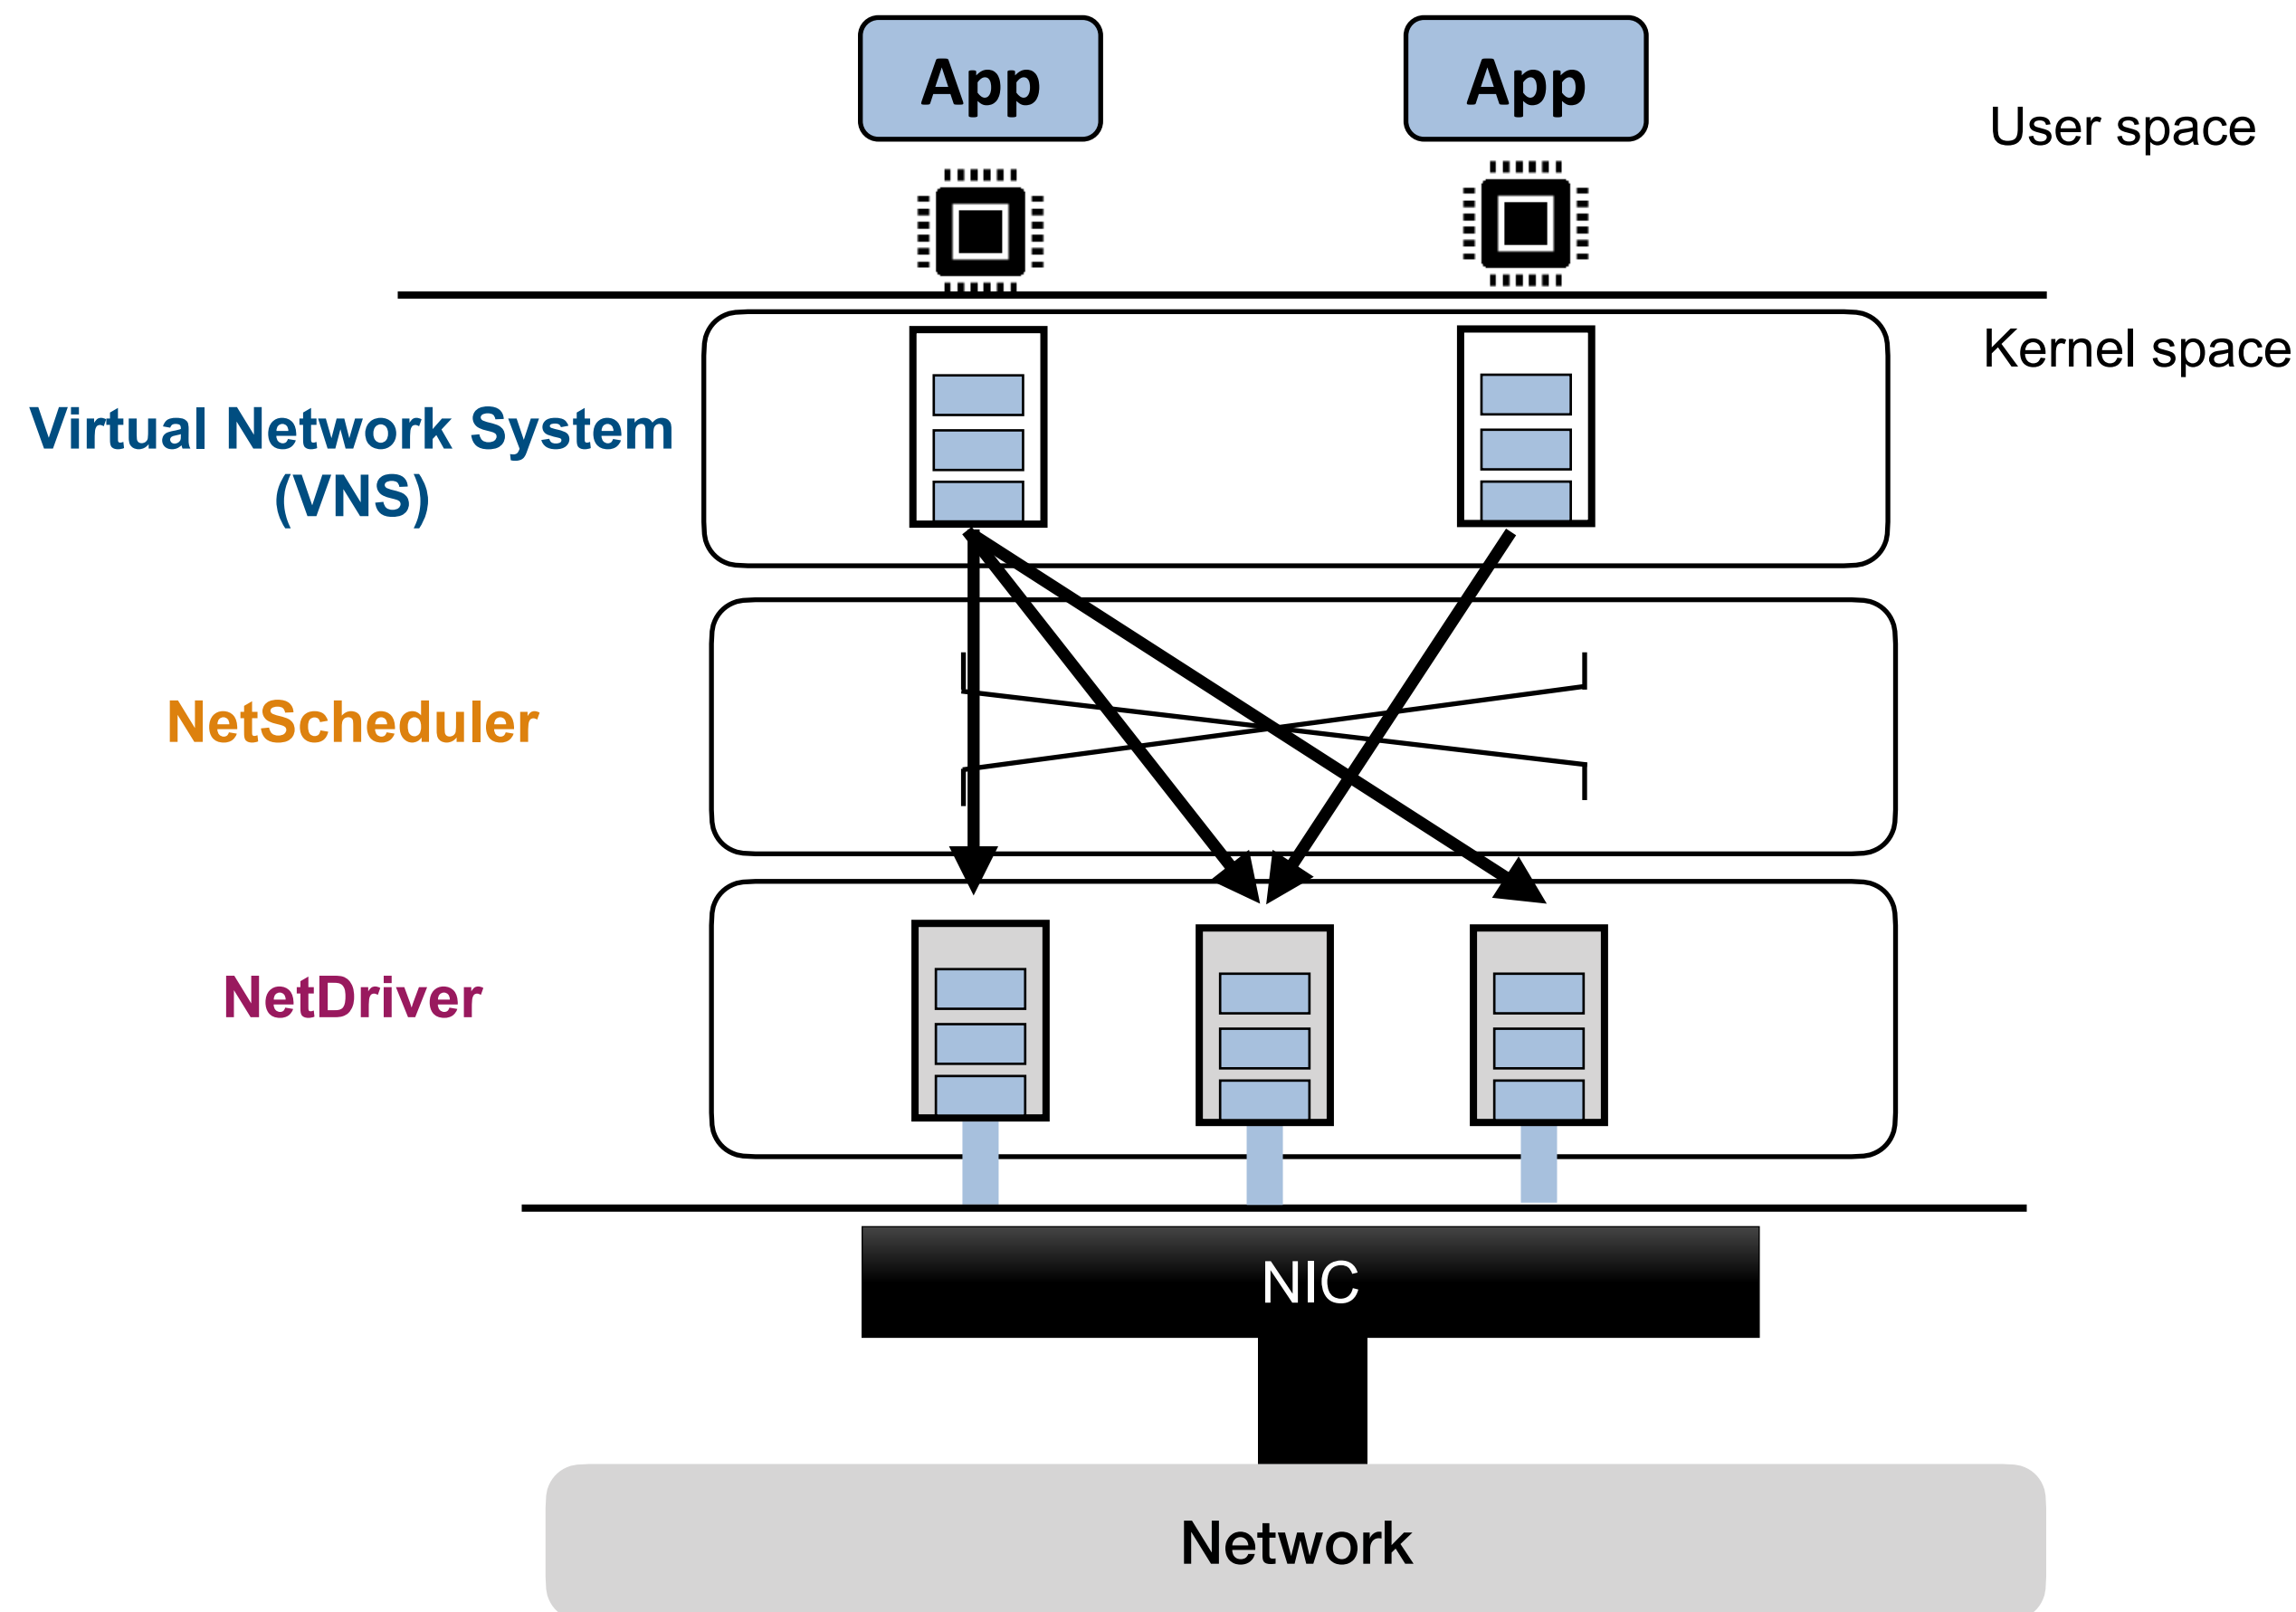 App
App
User space
Kernel space
Virtual Network System
(VNS)
NetScheduler
NetDriver
NIC
Network